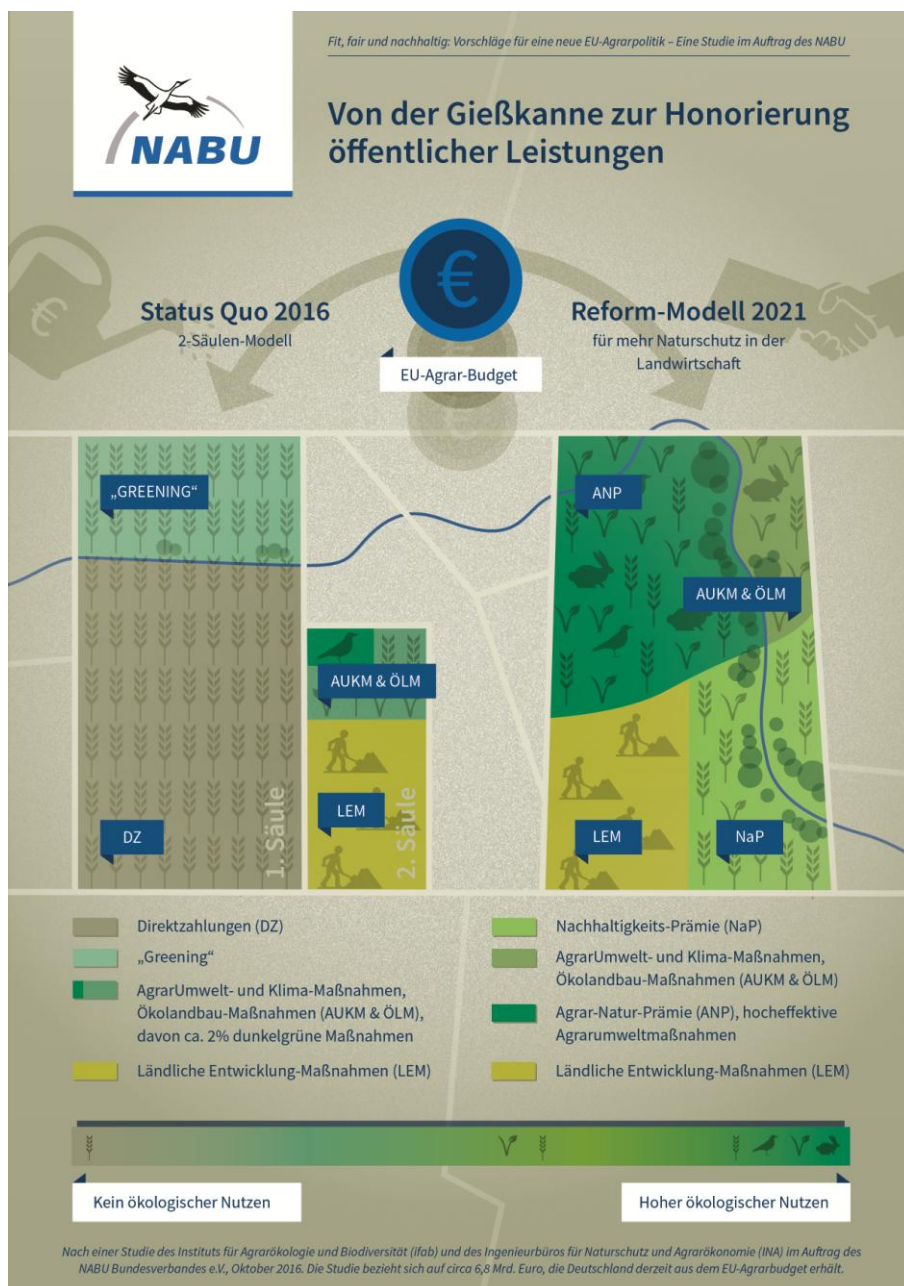 Fit, fair und nachhaltig: Vorschläge für eine neue EU-Agrarpolitik – Eine Studie im Auftrag des NABU
NABU
Von der Gießkanne zur Honorierung
öffentlicher Leistungen
€
€
Status Quo 2016
2-Säulen-Modell
Reform-Modell 2021
für mehr Naturschutz in der
Landwirtschaft
EU-Agrar-Budget
€
„GREENING“
ANP
AUKM & ÖLM
AUKM & ÖLM
DZ
1. Säule
LEM
2. Säule
LEM
NaP
Direktzahlungen (DZ)
„Greening“
AgrarUmwelt- und Klima-Maßnahmen,
Ökolandbau-Maßnahmen (AUKM & ÖLM),
davon ca. 2% dunkelgrüne Maßnahmen
Ländliche Entwicklung-Maßnahmen (LEM)
Nachhaltigkeits-Prämie (NaP)
AgrarUmwelt- und Klima-Maßnahmen,
Ökolandbau-Maßnahmen (AUKM & ÖLM)
Agrar-Natur-Prämie (ANP), hocheffektive
Agrarumweltmaßnahmen
Ländliche Entwicklung-Maßnahmen (LEM)
Kein ökologischer Nutzen
Hoher ökologischer Nutzen
Nach einer Studie des Instituts für Agrarökologie und Biodiversität (ifab) und des Ingenieurbüros für Naturschutz und Agrarökonomie (INA) im Auftrag des
NABU Bundesverbandes e.V., Oktober 2016. Die Studie bezieht sich auf circa 6,8 Mrd. Euro, die Deutschland derzeit aus dem EU-Agrarbudget erhält.